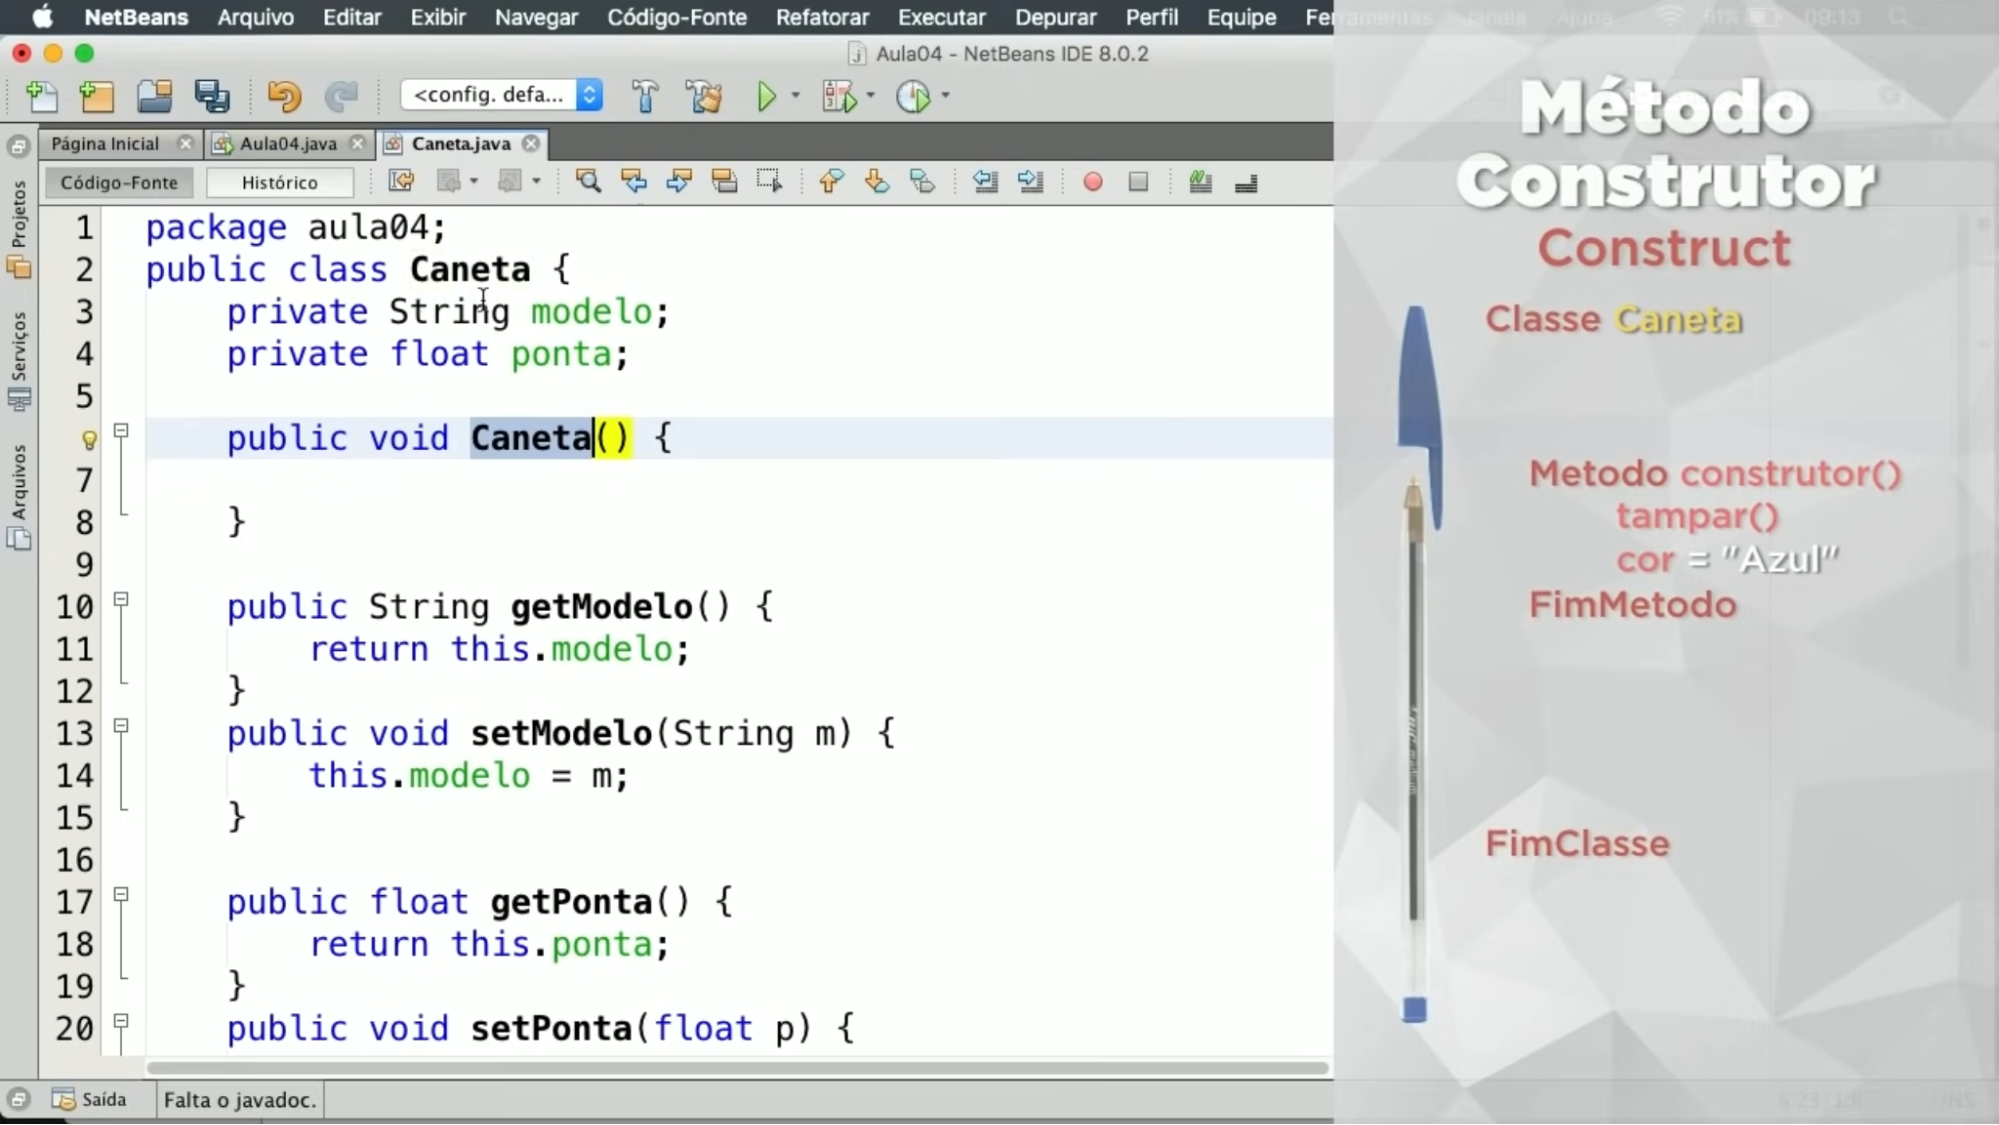 NetBeans Arquivo Editar Exibir Navegar Código-Fonte Refatorar Executar Depurar Perfil Equipe Ferramentas Janela Ajuda 09:13
Aula04 - NetBeans IDE 8.0.2
<config. defa...
Página Inicial Aula04.java Caneta.java
Código-Fonte Histórico
Projetos
Serviços
Arquivos
1 package aula04;
2 public class Caneta {
3 private String modelo;
4 private float ponta;
5
public void Caneta() {
7
8 }
9
10 public String getModelo() {
11 return this.modelo;
12 }
13 public void setModelo(String m) {
14 this.modelo = m;
15 }
16
17 public float getPonta() {
18 return this.ponta;
19 }
20 public void setPonta(float p) {
Saída Falta o javadoc.
Método
Construtor
Construct
Classe Caneta
Metodo construtor()
tampar()
cor = "Azul"
FimMetodo
FimClasse